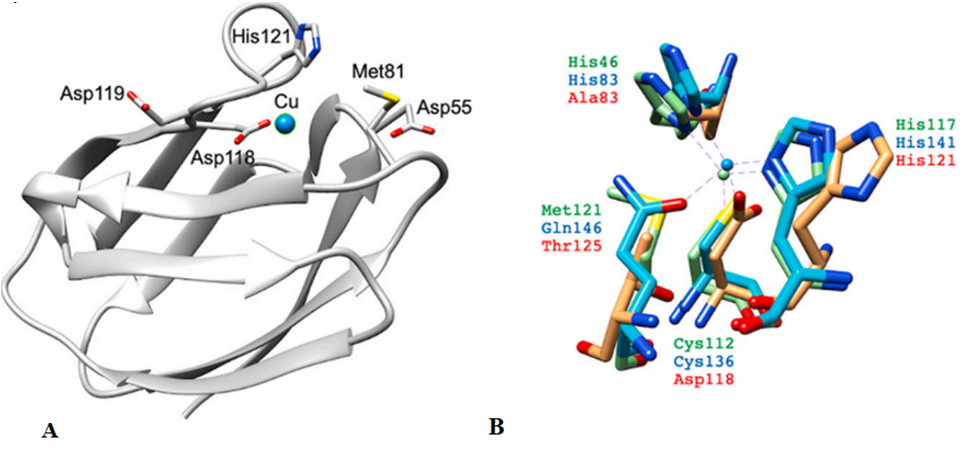 His121
Met81
Asp119
Cu
Asp55
Asp118
A
His46
His83
Ala83
His117
His141
His121
Met121
Gln146
Thr125
Cys112
Cys136
Asp118
B